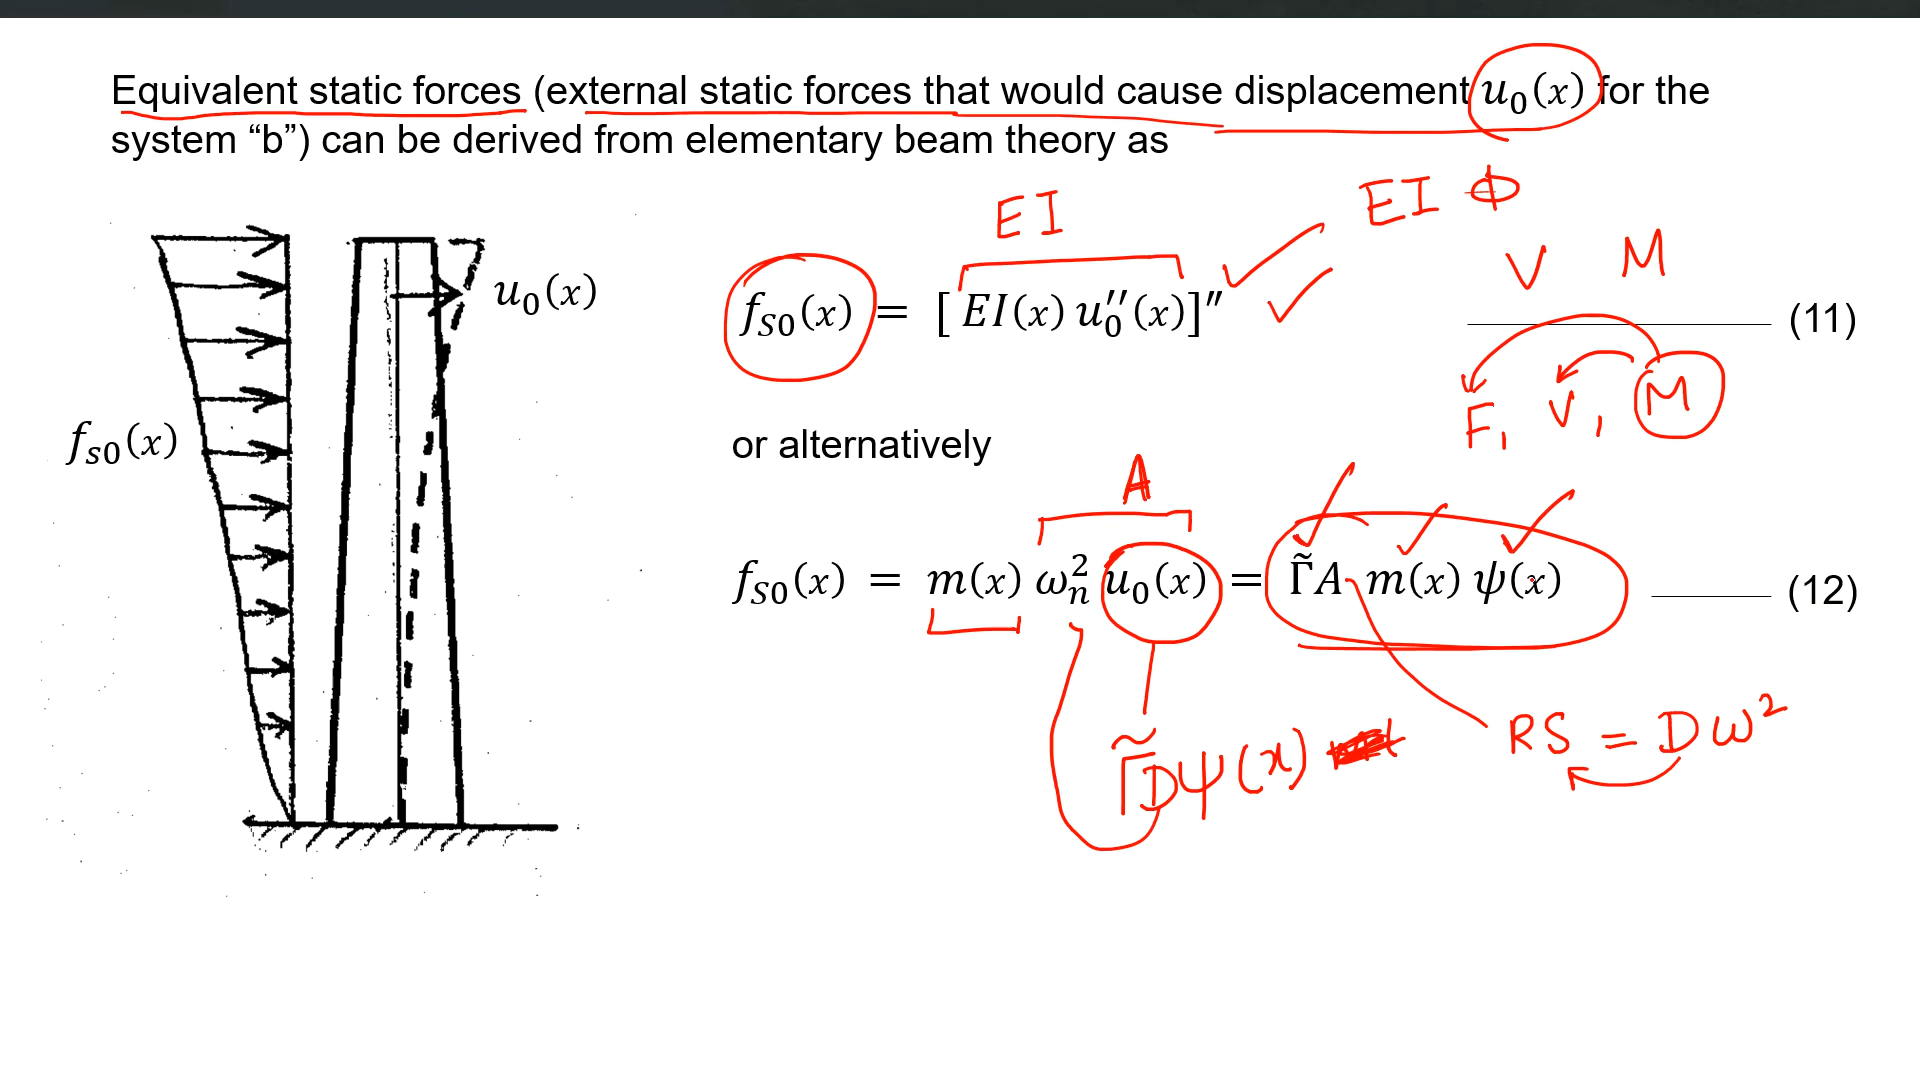 Equivalent static forces (external static forces that would cause displacement u₀(x) for the
system “b”) can be derived from elementary beam theory as
EI
EI Φ
V M
u₀(x)
f_S0(x) = [ EI(x) u₀′′(x)]″ (11)
F, V, M
f_s0(x)
or alternatively
A
f_S0(x) = m(x) ωₙ² u₀(x) = Γ̃A m(x) ψ(x) (12)
Γ̃Dψ(x)
RS = Dω²